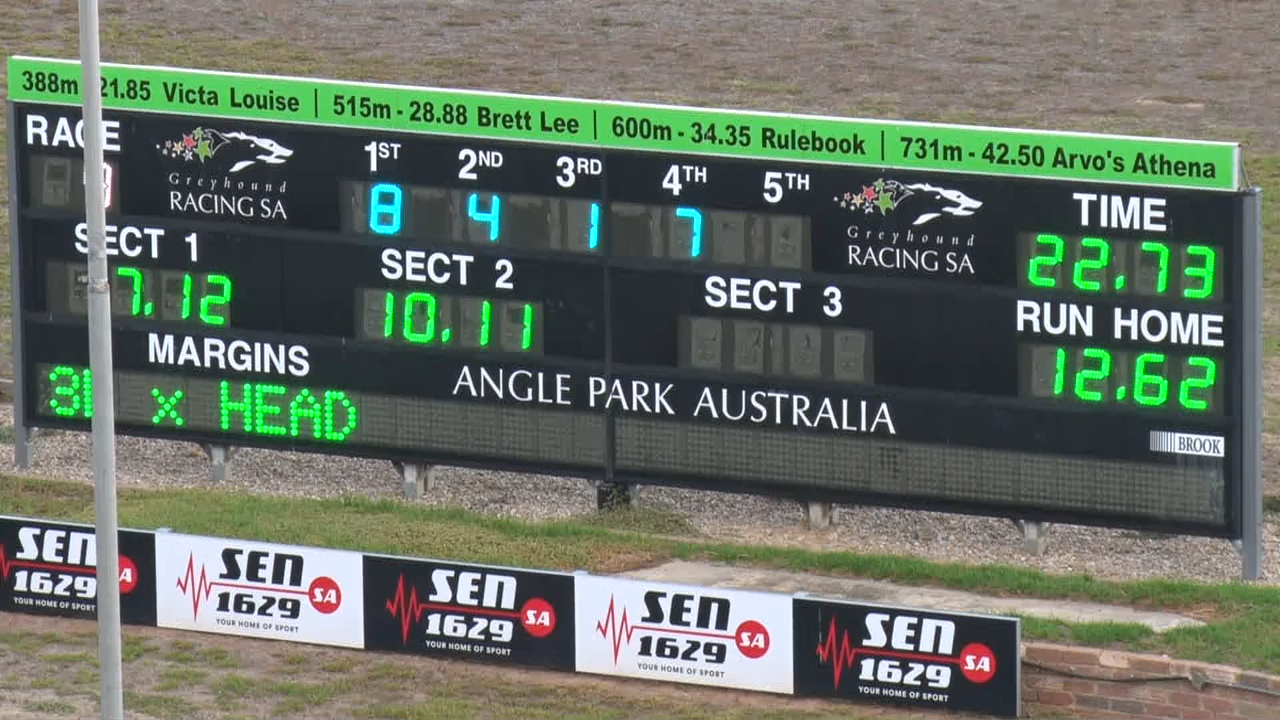 388m 21.85 Victa Louise | 515m - 28.88 Brett Lee | 600m - 34.35 Rulebook | 731m - 42.50 Arvo's Athena
RACE
Greyhound
RACING SA
1ST 2ND 3RD 4TH 5TH
8 4 1 7
Greyhound
RACING SA
TIME
22.73
SECT 1
7.12
SECT 2
10.11
SECT 3
RUN HOME
12.62
MARGINS
x HEAD
ANGLE PARK AUSTRALIA
BROOK
SEN
1629
SA
YOUR HOME OF SPORT
SEN
1629
SA
YOUR HOME OF SPORT
SEN
1629
SA
YOUR HOME OF SPORT
SEN
1629
SA
YOUR HOME OF SPORT
SEN
1629
SA
YOUR HOME OF SPORT